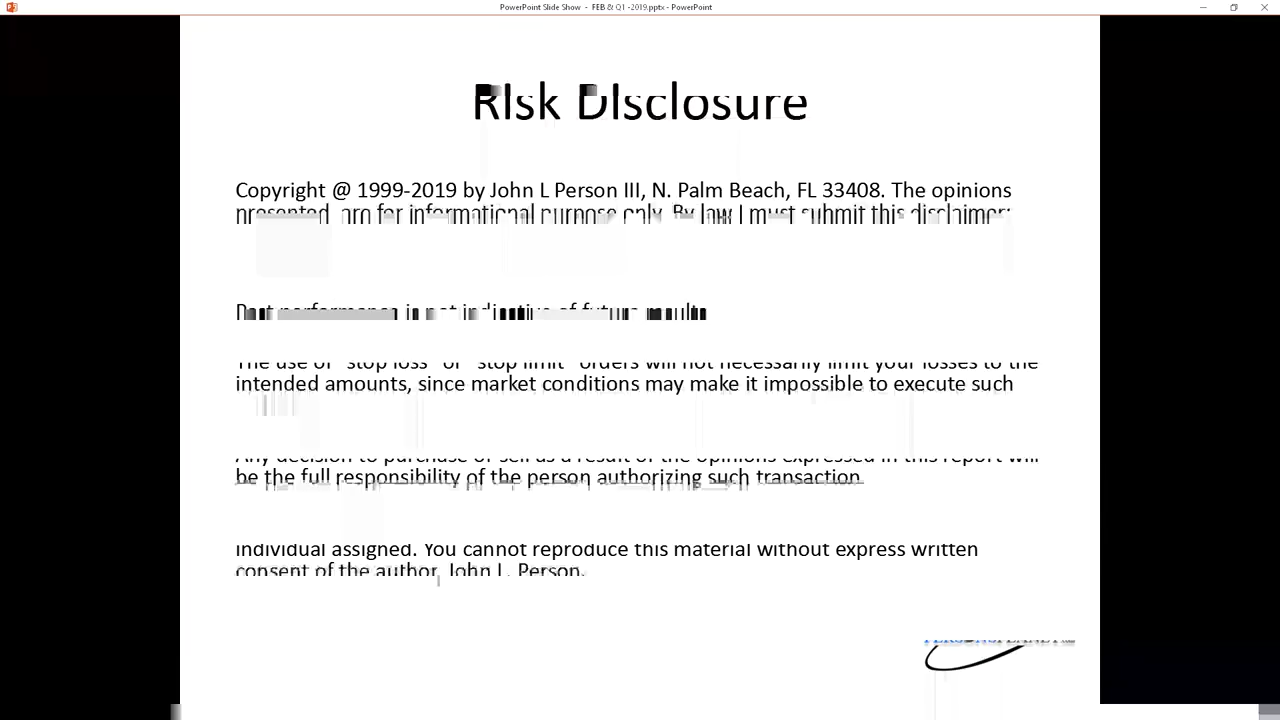 PowerPoint Slide Show - FEB & Q1 -2019.pptx - PowerPoint
Risk Disclosure
Copyright @ 1999-2019 by John L Person III, N. Palm Beach, FL 33408. The opinions
presented are for informational purpose only. By law I must submit this disclaimer:
Past performance is not indicative of future results
The use of "stop loss" or "stop limit" orders will not necessarily limit your losses to the
intended amounts, since market conditions may make it impossible to execute such
Any decision to purchase or sell as a result of the opinions expressed in this report will
be the full responsibility of the person authorizing such transaction.
individual assigned. You cannot reproduce this material without express written
consent of the author, John L. Person.